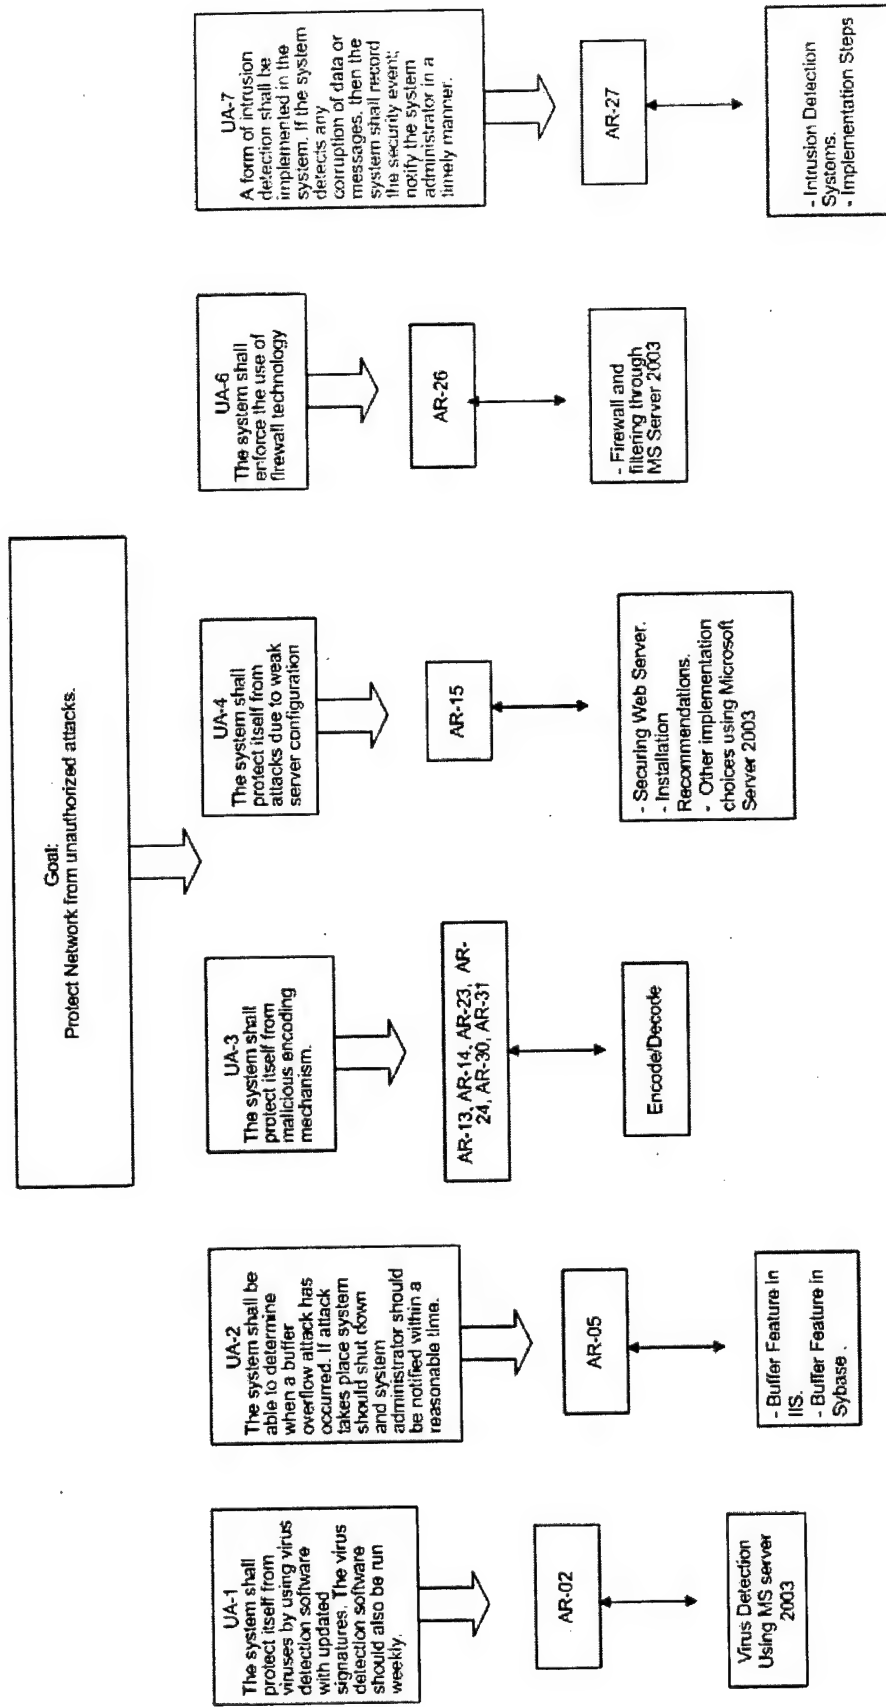 Goal:
Protect Network from unauthorized attacks.
UA-1
The system shall
protect itself from
viruses by using virus
detection software
with updated
signatures. The virus
detection software
should also be run
weekly.
AR-02
Virus Detection
Using MS server
2003
UA-2
The system shall be
able to determine
when a buffer
overflow attack has
occurred. If attack
takes place system
should shut down
and system
administrator should
be notified within a
reasonable time.
AR-05
- Buffer Feature in
IIS.
- Buffer Feature in
Sybase .
UA-3
The system shall
protect itself from
malicious encoding
mechanism.
AR-13, AR-14, AR-23, AR-
24, AR-30, AR-31
Encode/Decode
UA-4
The system shall
protect itself from
attacks due to weak
server configuration
AR-15
- Securing Web Server.
- Installation
Recommendations.
- Other implementation
choices using Microsoft
Server 2003
UA-6
The system shall
enforce the use of
firewall technology
AR-26
- Firewall and
filtering through
MS Server 2003
UA-7
A form of intrusion
detection shall be
implemented in the
system. If the system
detects any
corruption of data or
messages, then the
system shall record
the security event;
notify the system
administrator in a
timely manner.
AR-27
- Intrusion Detection
Systems.
- Implementation Steps